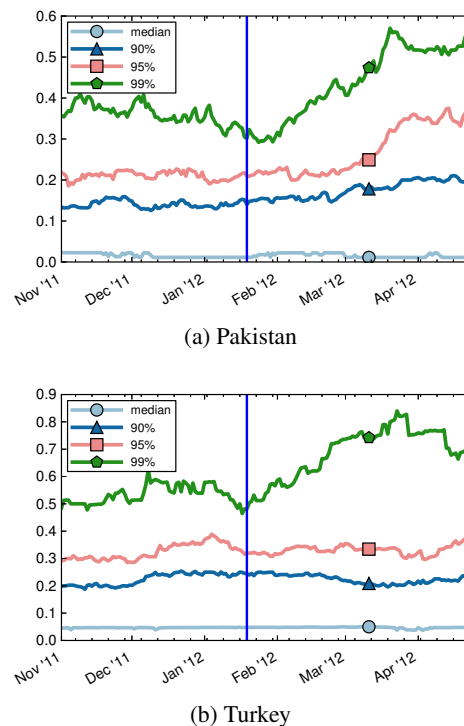 0.6
0.5
0.4
0.3
0.2
0.1
0.0
median
90%
95%
99%
Nov '11
Dec '11
Jan '12
Feb '12
Mar '12
Apr '12
(a) Pakistan
0.9
0.8
0.7
0.6
0.5
0.4
0.3
0.2
0.1
0.0
median
90%
95%
99%
Nov '11
Dec '11
Jan '12
Feb '12
Mar '12
Apr '12
(b) Turkey